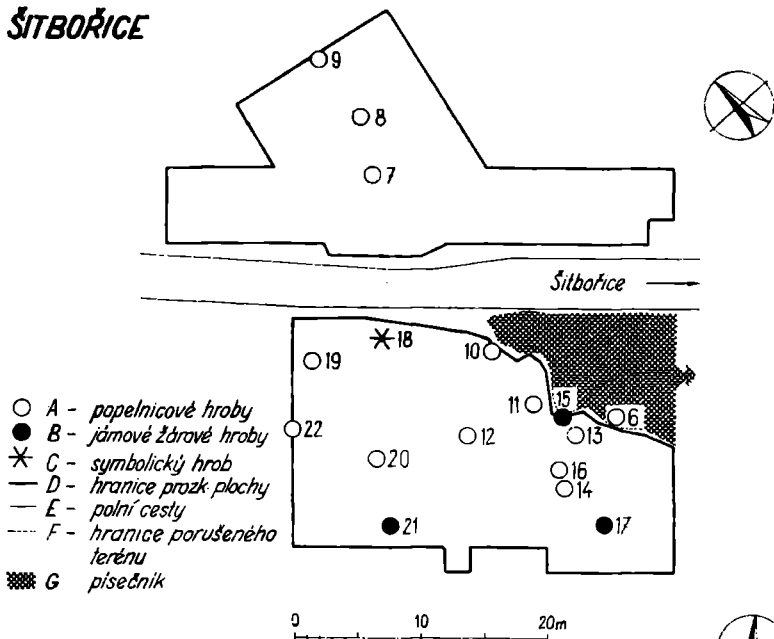 ŠITBOŘICE
9
8
7
Šitbořice
18
10
19
11
15
6
22
12
13
20
16
14
21
17
A - popelnicové hroby
B - jámové žárové hroby
C - symbolický hrob
D - hranice prozk. plochy
E - polní cesty
F - hranice porušeného
terénu
G písečník
0 10 20m